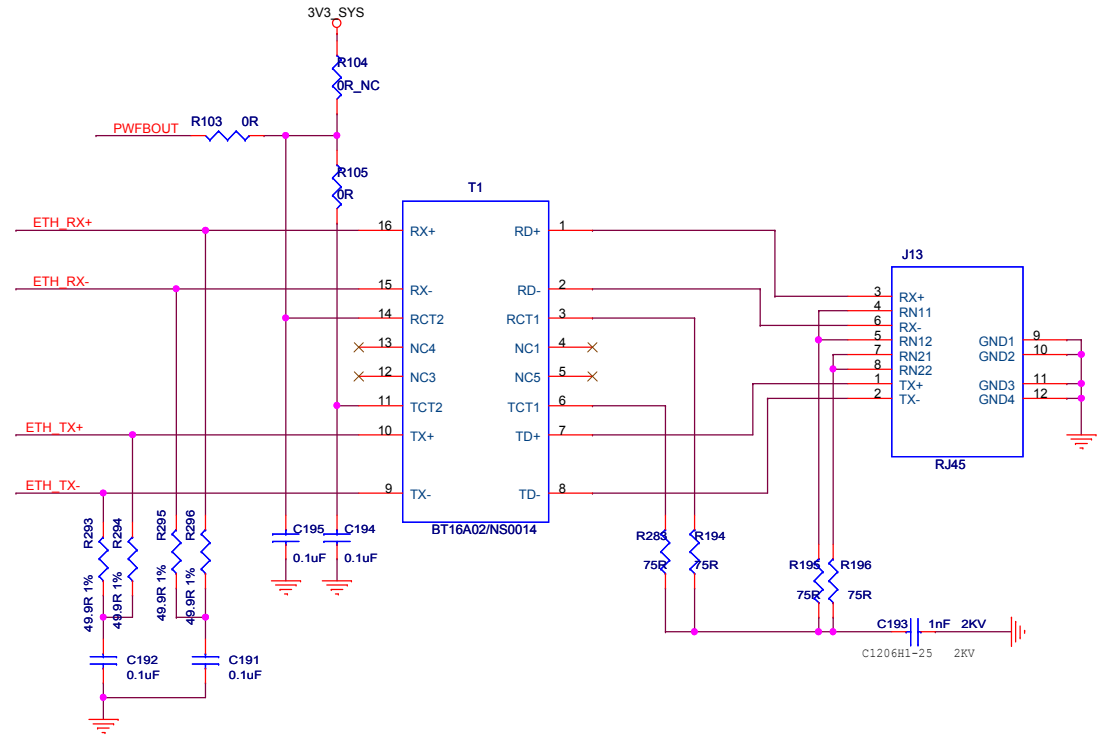 3V3_SYS
R104
0R_NC
PWFBOUT
R103 0R
R105
0R
T1
ETH_RX+
16 RX+ RD+ 1
J13
ETH_RX-
15 RX- RD- 2
3 RX+
14 RCT2 RCT1 3
4 RN11
6 RX-
13 NC4 NC1 4
5 RN12 GND1 9
7 RN21 GND2 10
12 NC3 NC5 5
8 RN22
1 TX+ GND3 11
2 TX- GND4 12
11 TCT2 TCT1 6
ETH_TX+
10 TX+ TD+ 7
RJ45
ETH_TX-
9 TX- TD- 8
BT16A02/NS0014
R293
49.9R 1%
R294
49.9R 1%
R295
49.9R 1%
R296
49.9R 1%
C195
0.1uF
C194
0.1uF
R283
75R
R194
75R
R195
75R
R196
75R
C193 1nF 2KV
C1206H1-25 2KV
C192
0.1uF
C191
0.1uF